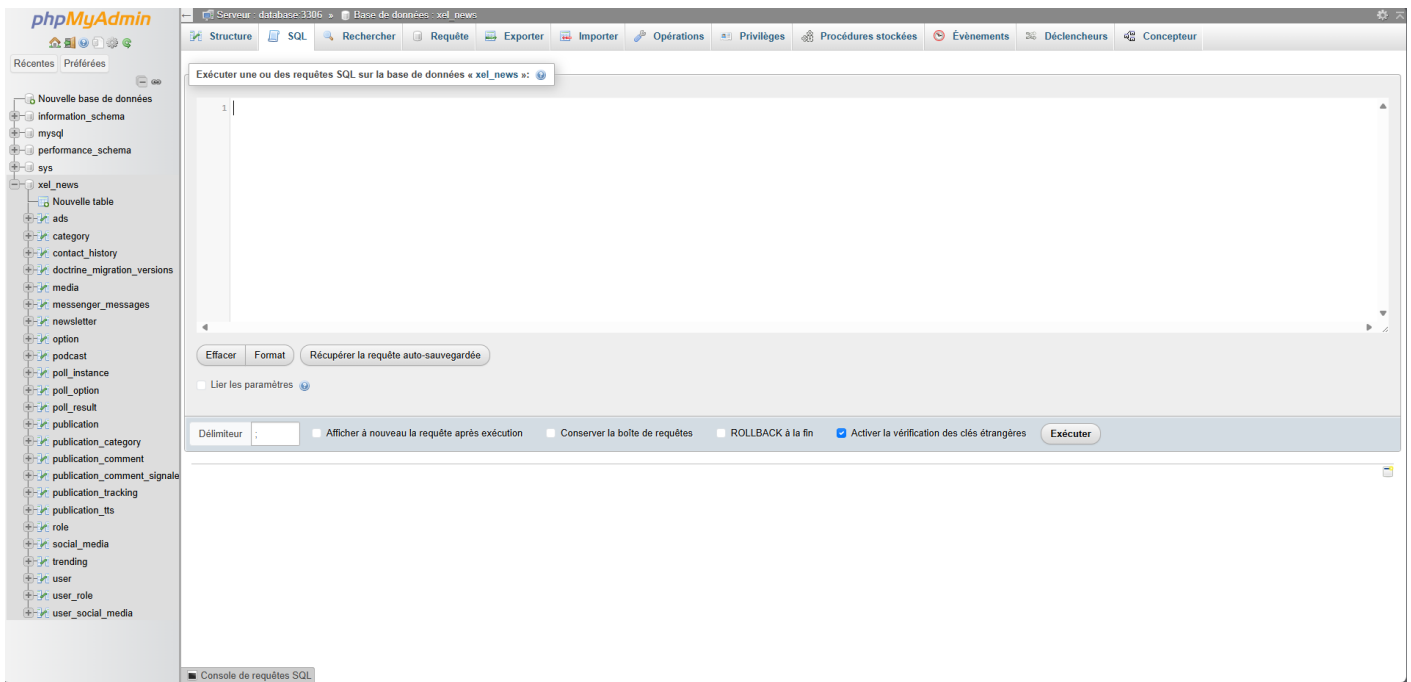 phpMyAdmin
Récentes Préférées
Nouvelle base de données
information_schema
mysql
performance_schema
sys
xel_news
Nouvelle table
ads
category
contact_history
doctrine_migration_versions
media
messenger_messages
newsletter
option
podcast
poll_instance
poll_option
poll_result
publication
publication_category
publication_comment
publication_comment_signale
publication_tracking
publication_tts
role
social_media
trending
user
user_role
user_social_media
Serveur : database:3306 » Base de données : xel_news
Structure SQL Rechercher Requête Exporter Importer Opérations Privilèges Procédures stockées Évènements Déclencheurs Concepteur
Exécuter une ou des requêtes SQL sur la base de données « xel_news »:
1
Effacer Format Récupérer la requête auto-sauvegardée
Lier les paramètres
Délimiteur ; Afficher à nouveau la requête après exécution Conserver la boîte de requêtes ROLLBACK à la fin Activer la vérification des clés étrangères Exécuter
Console de requêtes SQL